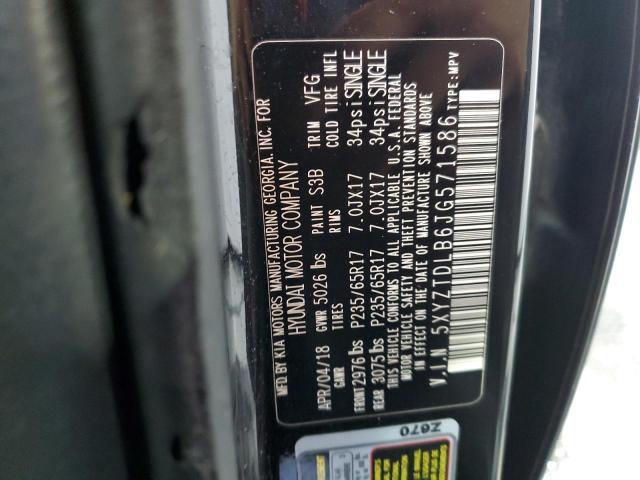 MFD BY KIA MOTORS MANUFACTURING GEORGIA. INC. FOR
HYUNDAI MOTOR COMPANY
APR/04/18 GVWR 5026 lbs PAINT S3B TRIM VFG
GAWR TIRES RIMS COLD TIRE INFL
FRONT 2976 lbs P235/65R17 7.0JX17 34psi SINGLE
REAR 3075 lbs P235/65R17 7.0JX17 34psi SINGLE
THIS VEHICLE CONFORMS TO ALL APPLICABLE U.S.A. FEDERAL
MOTOR VEHICLE SAFETY AND THEFT PREVENTION STANDARDS
IN EFFECT ON THE DATE OF MANUFACTURE SHOWN ABOVE
V.I.N 5XYZTDLB6JG571586 TYPE:MPV
Z670